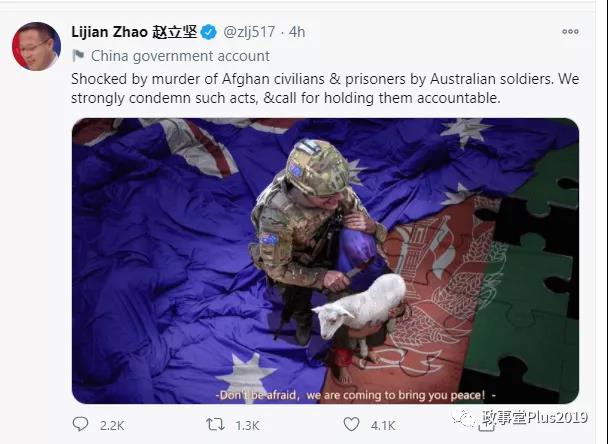 Lijian Zhao 赵立坚 @zlj517 · 4h
China government account
Shocked by murder of Afghan civilians & prisoners by Australian soldiers. We
strongly condemn such acts, &call for holding them accountable.
-Don't be afraid, we are coming to bring you peace! -
2.2K 1.3K 4.1K
政事堂Plus2019